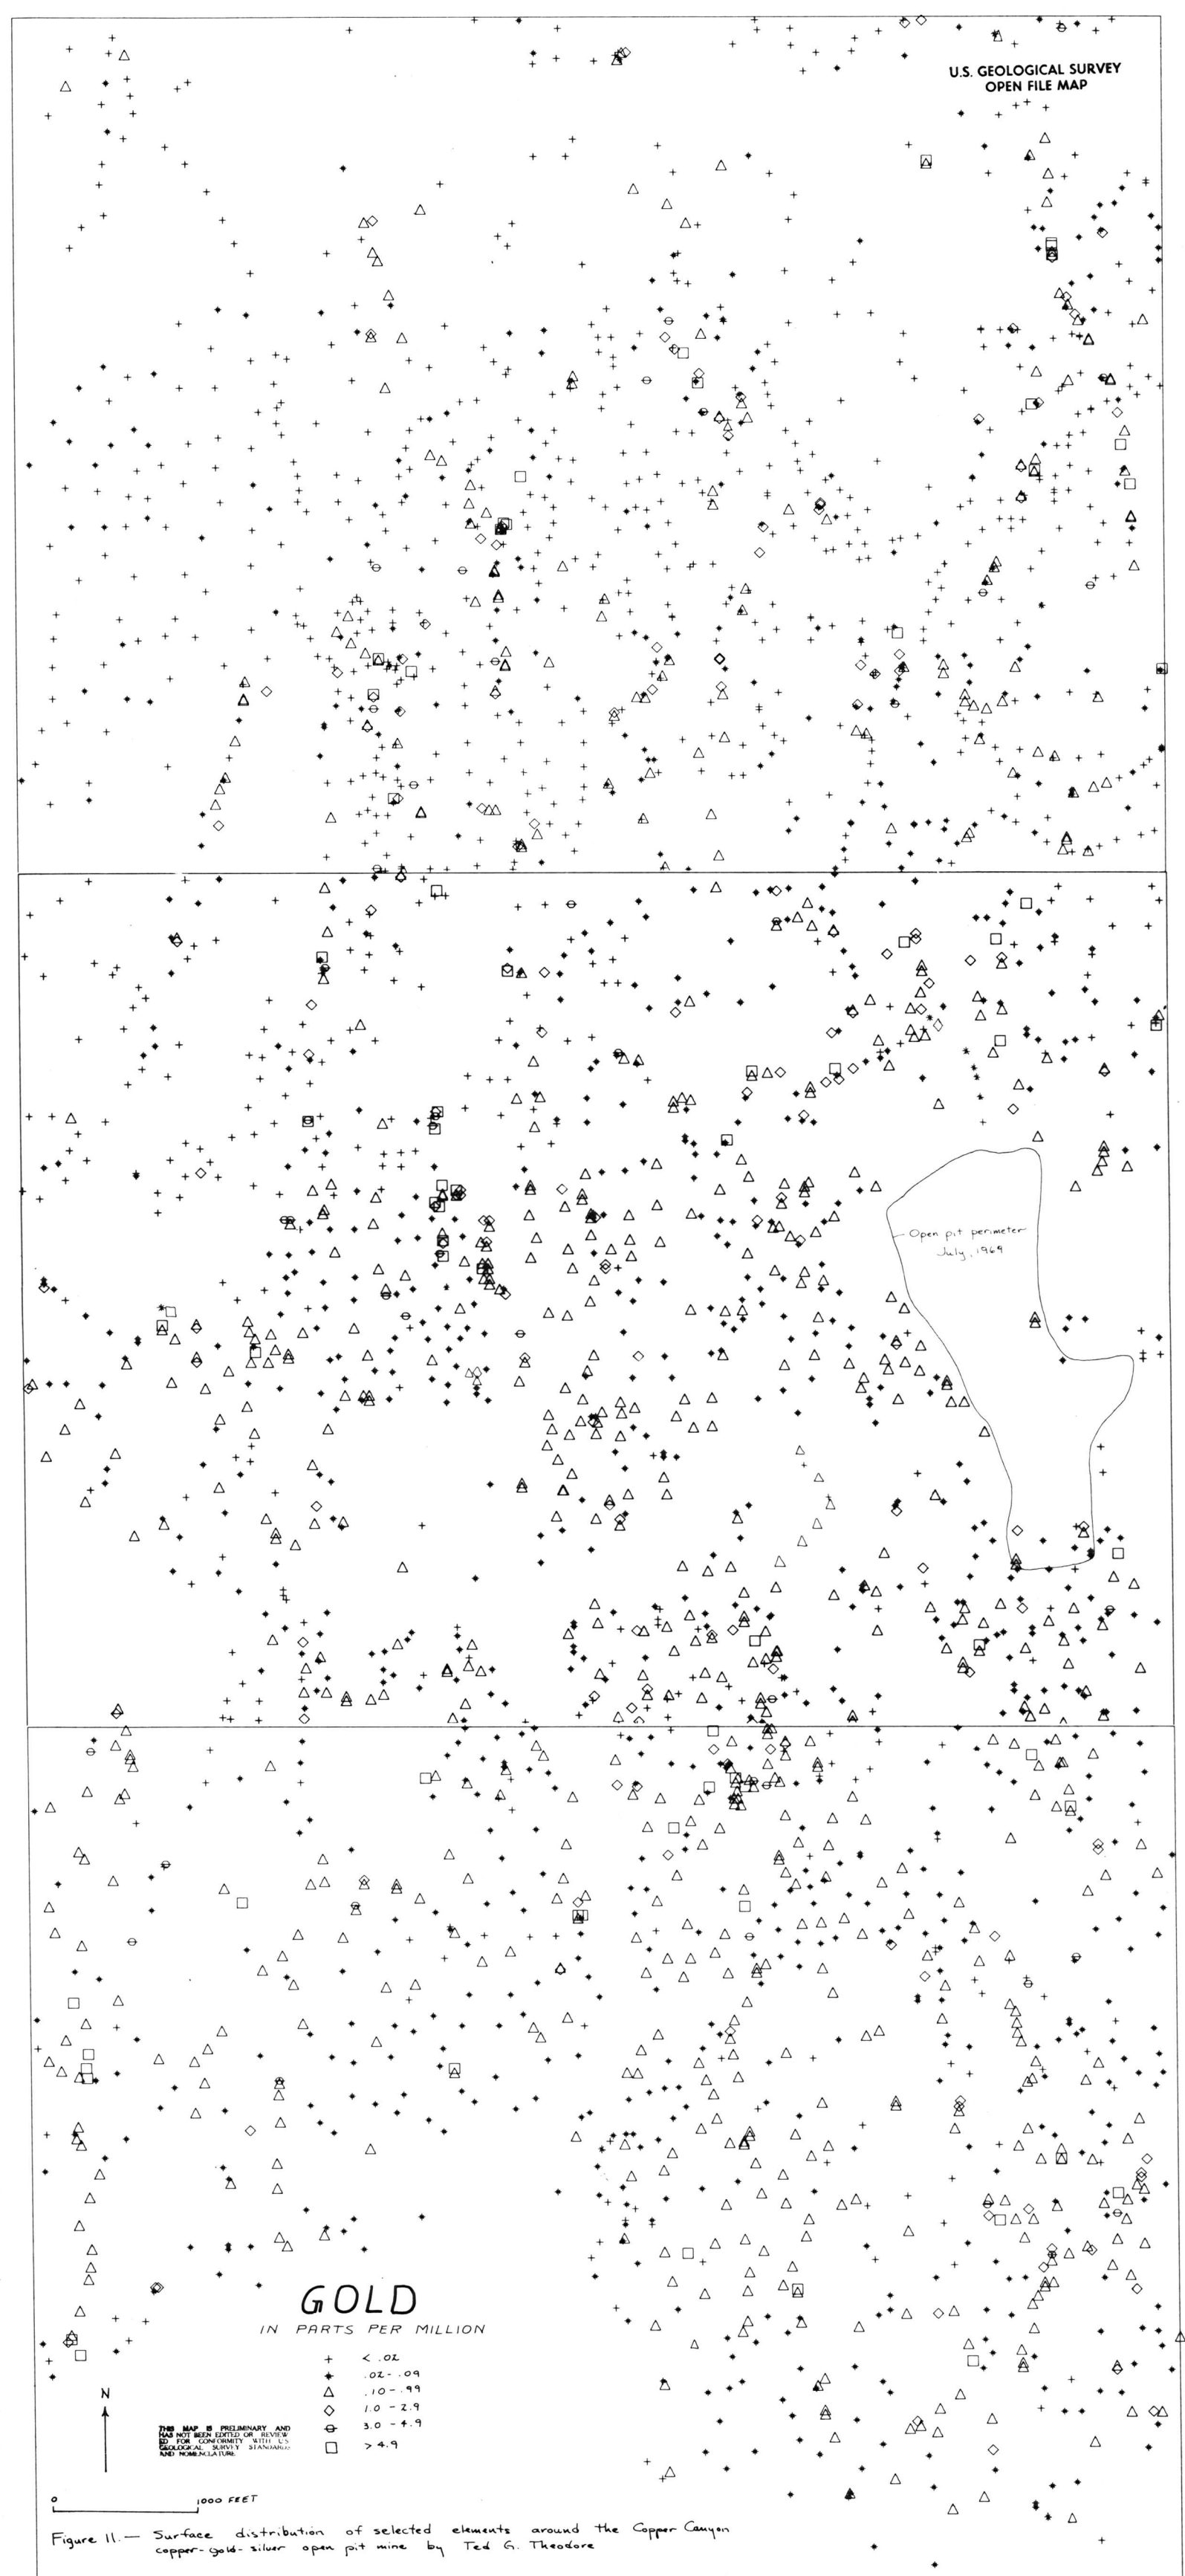 U.S. GEOLOGICAL SURVEY
OPEN FILE MAP
Open pit perimeter
July, 1969
GOLD
IN PARTS PER MILLION
< .02
.02-.09
.10-.99
1.0-2.9
3.0-4.9
>4.9
N
THIS MAP IS PRELIMINARY AND
HAS NOT BEEN EDITED OR REVIEW
ED FOR CONFORMITY WITH U.S.
GEOLOGICAL SURVEY STANDARDS
AND NOMENCLATURE.
0 1000 FEET
Figure 11.— Surface distribution of selected elements around the Copper Canyon
copper-gold-silver open pit mine by Ted G. Theodore